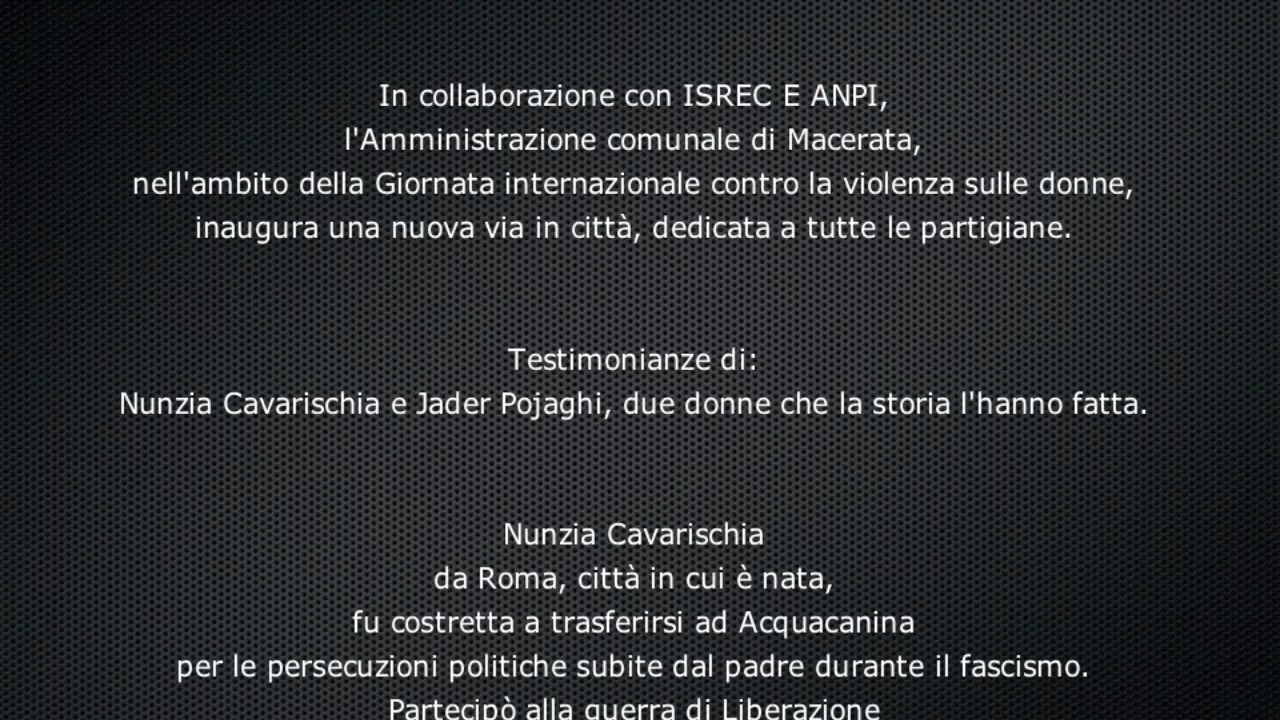 In collaborazione con ISREC E ANPI,
l'Amministrazione comunale di Macerata,
nell'ambito della Giornata internazionale contro la violenza sulle donne,
inaugura una nuova via in città, dedicata a tutte le partigiane.
Testimonianze di:
Nunzia Cavarischia e Jader Pojaghi, due donne che la storia l'hanno fatta.
Nunzia Cavarischia
da Roma, città in cui è nata,
fu costretta a trasferirsi ad Acquacanina
per le persecuzioni politiche subite dal padre durante il fascismo.
Partecipò alla guerra di Liberazione